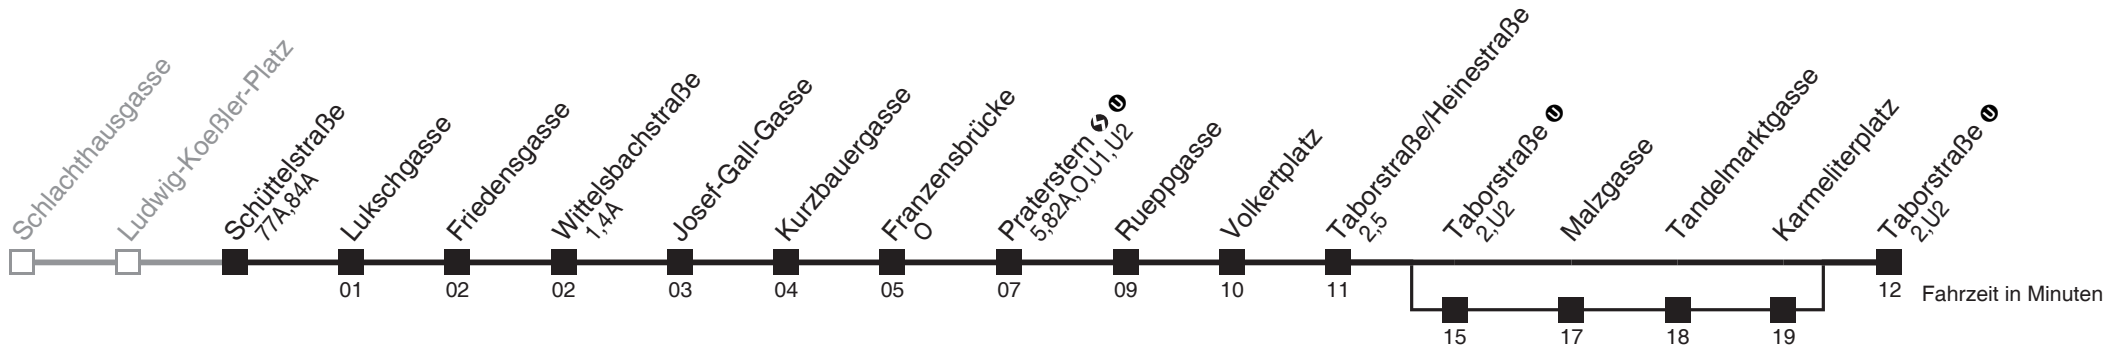 Schlachthausgasse
Ludwig-Koeßler-Platz
Schüttelstraße
77A,84A
Lukschgasse
01
Friedensgasse
02
Wittelsbachstraße
1,4A
02
Josef-Gall-Gasse
03
Kurzbauergasse
04
Franzensbrücke
O
05
Praterstern U
5,82A,O,U1,U2
07
Rueppgasse
09
Volkertplatz
10
Taborstraße/Heinestraße
2,5
11
Taborstraße U
2,U2
15
Malzgasse
17
Tandelmarktgasse
18
Karmeliterplatz
19
Taborstraße U
2,U2
12
Fahrzeit in Minuten